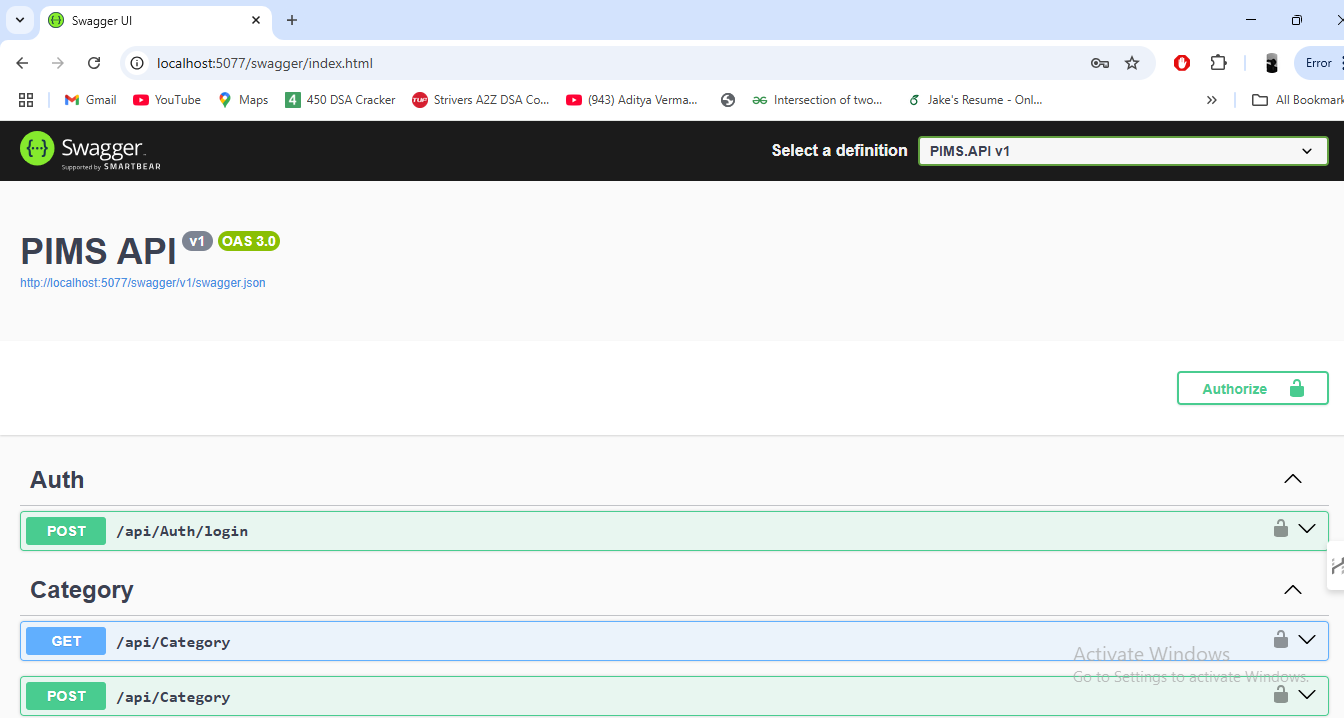 Swagger UI
localhost:5077/swagger/index.html
Error
Gmail YouTube Maps 450 DSA Cracker Strivers A2Z DSA Co... (943) Aditya Verma... Intersection of two... Jake's Resume - Onl... All Bookmark
Swagger.
Supported by SMARTBEAR
Select a definition
PIMS.API v1
PIMS API v1 OAS 3.0
http://localhost:5077/swagger/v1/swagger.json
Authorize
Auth
POST /api/Auth/login
Category
GET /api/Category
POST /api/Category
Activate Windows
Go to Settings to activate Windows.